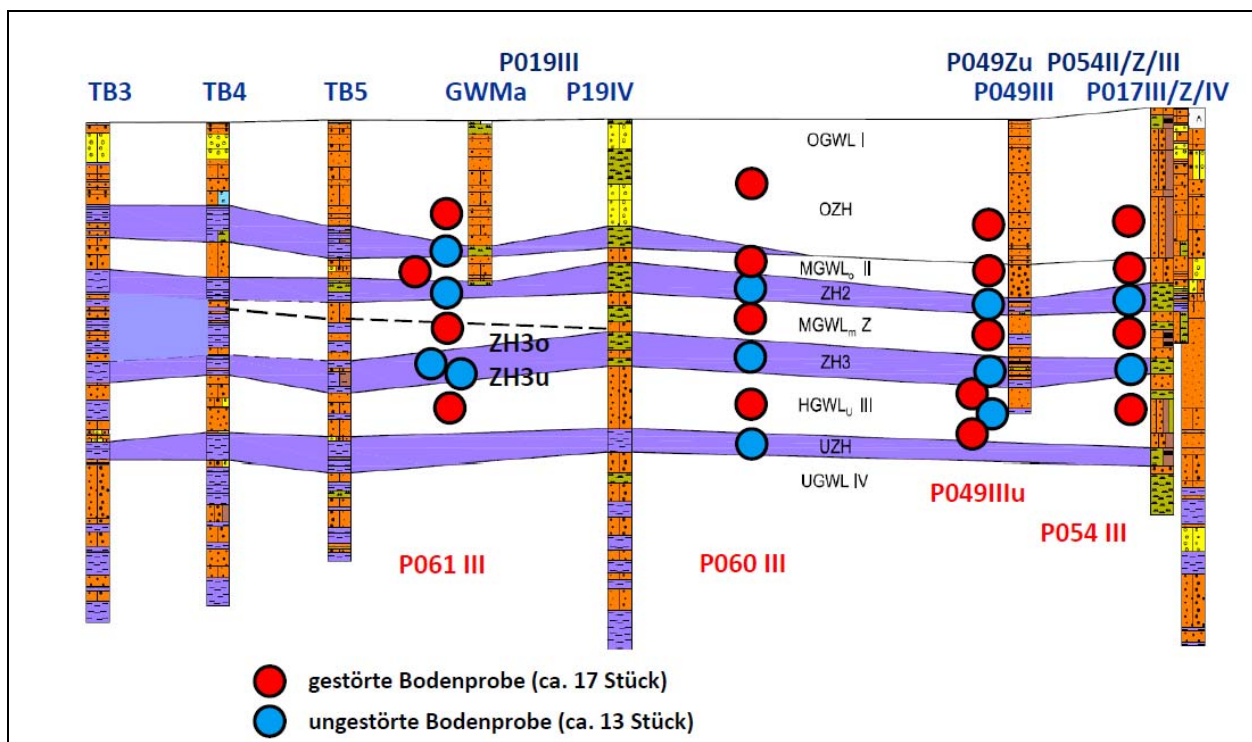 P019III
P049Zu P054II/Z/III
TB3 TB4 TB5 GWMa P19IV P049III P017III/Z/IV
OGWL I
OZH
MGWLo II
ZH2
MGWLm Z
ZH3o
ZH3
ZH3u
HGWLU III
UZH
UGWL IV
P049IIIu
P054 III
P061 III
P060 III
gestörte Bodenprobe (ca. 17 Stück)
ungestörte Bodenprobe (ca. 13 Stück)